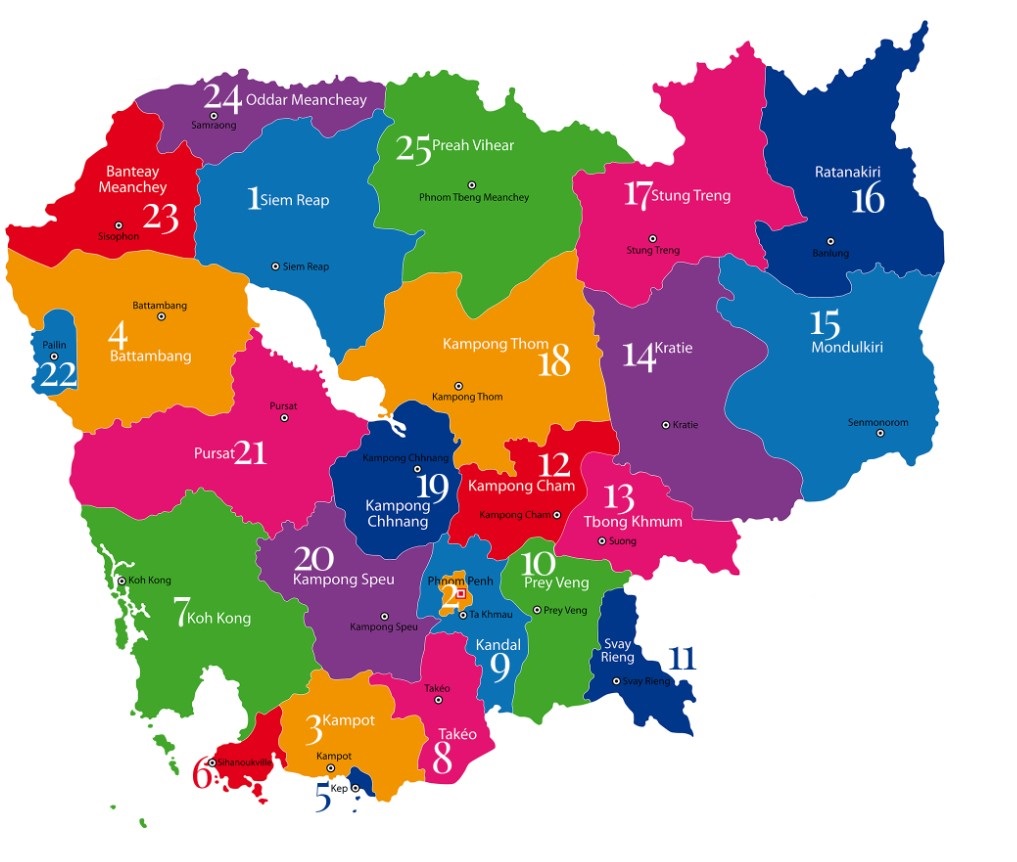 24 Oddar Meancheay
Samraong
Banteay
Meanchey
23
Sisophon
1 Siem Reap
Siem Reap
25 Preah Vihear
Phnom Tbeng Meanchey
17 Stung Treng
Stung Treng
Ratanakiri
16
Banlung
Battambang
4
Battambang
Pailin
22
Kampong Thom
18
Kampong Thom
14 Kratie
Kratie
15
Mondulkiri
Senmonorom
Pursat
Pursat 21
Kampong Chhnang
19
Kampong
Chhnang
12
Kampong Cham
Kampong Cham
13
Tbong Khmum
Suong
20
Kampong Speu
Kampong Speu
Phnom Penh
2
Ta Khmau
Kandal
9
10
Prey Veng
Prey Veng
Koh Kong
7 Koh Kong
Svay
Rieng
11
Svay Rieng
3 Kampot
Kampot
Takéo
Takéo
8
6 Sihanoukville
5 Kep